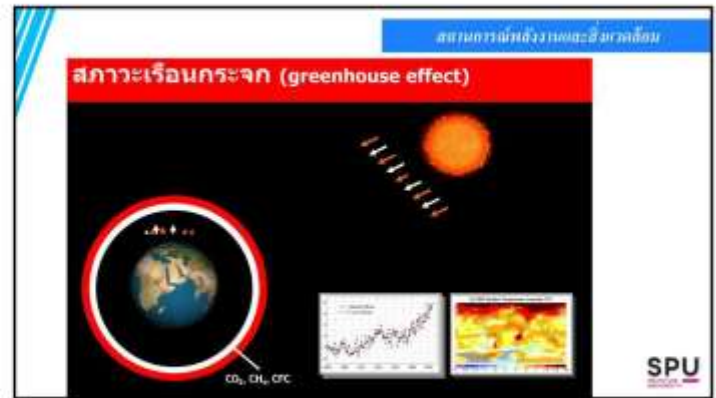 สถานการณ์พลังงานและสิ่งแวดล้อม
สภาวะเรือนกระจก (greenhouse effect)
CO₂, CH₄, CFC
SPU